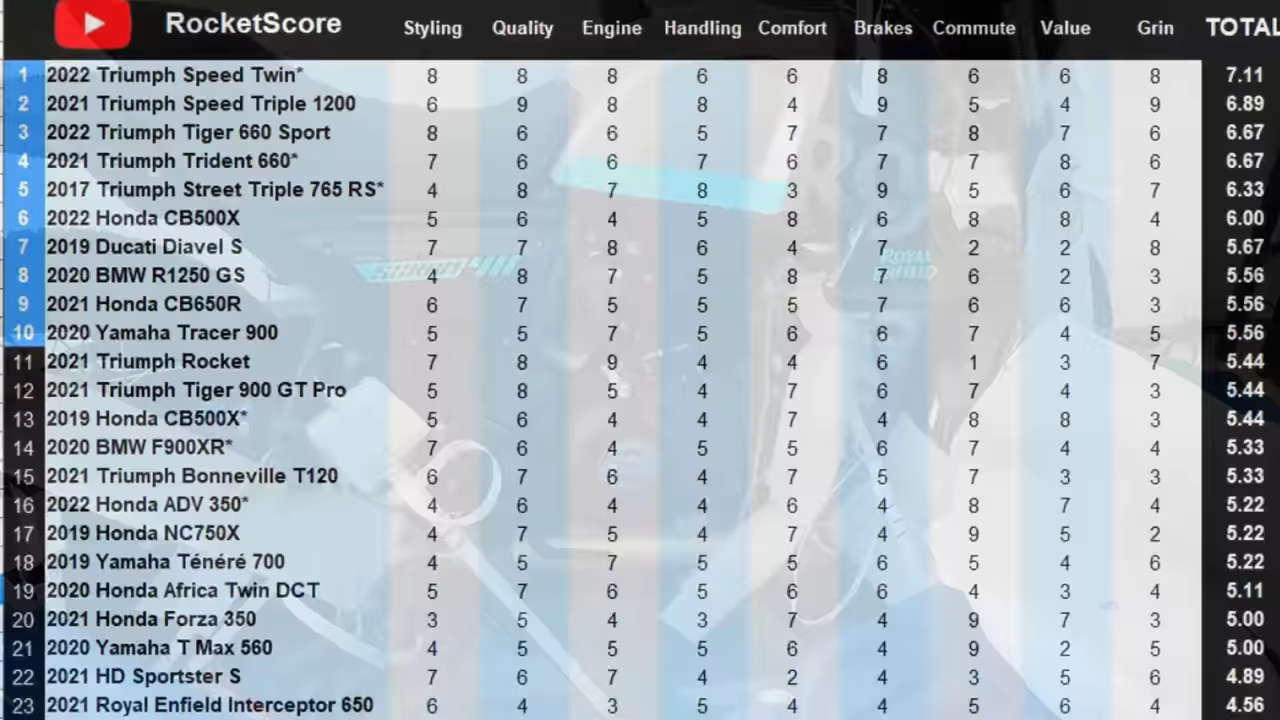 RocketScore Styling Quality Engine Handling Comfort Brakes Commute Value Grin TOTAL
1 2022 Triumph Speed Twin* 8 8 8 6 6 8 6 6 8 7.11
2 2021 Triumph Speed Triple 1200 6 9 8 8 4 9 5 4 9 6.89
3 2022 Triumph Tiger 660 Sport 8 6 6 5 7 7 8 7 6 6.67
4 2021 Triumph Trident 660* 7 6 6 7 6 7 7 8 6 6.67
5 2017 Triumph Street Triple 765 RS* 4 8 7 8 3 9 5 6 7 6.33
6 2022 Honda CB500X 5 6 4 5 8 6 8 8 4 6.00
7 2019 Ducati Diavel S 7 7 8 6 4 7 2 2 8 5.67
8 2020 BMW R1250 GS 4 8 7 5 8 7 6 2 3 5.56
9 2021 Honda CB650R 6 7 5 5 5 7 6 6 3 5.56
10 2020 Yamaha Tracer 900 5 5 7 5 6 6 7 4 5 5.56
11 2021 Triumph Rocket 7 8 9 4 4 6 1 3 7 5.44
12 2021 Triumph Tiger 900 GT Pro 5 8 5 4 7 6 7 4 3 5.44
13 2019 Honda CB500X* 5 6 4 4 7 4 8 8 3 5.44
14 2020 BMW F900XR* 7 6 4 5 5 6 7 4 4 5.33
15 2021 Triumph Bonneville T120 6 7 6 4 7 5 7 3 3 5.33
16 2022 Honda ADV 350* 4 6 4 4 6 4 8 7 4 5.22
17 2019 Honda NC750X 4 7 5 4 7 4 9 5 2 5.22
18 2019 Yamaha Ténéré 700 4 5 7 5 5 6 5 4 6 5.22
19 2020 Honda Africa Twin DCT 5 7 6 5 6 6 4 3 4 5.11
20 2021 Honda Forza 350 3 5 4 3 7 4 9 7 3 5.00
21 2020 Yamaha T Max 560 4 5 5 5 6 4 9 2 5 5.00
22 2021 HD Sportster S 7 6 7 4 2 4 3 5 6 4.89
23 2021 Royal Enfield Interceptor 650 6 4 3 5 4 4 5 6 4 4.56